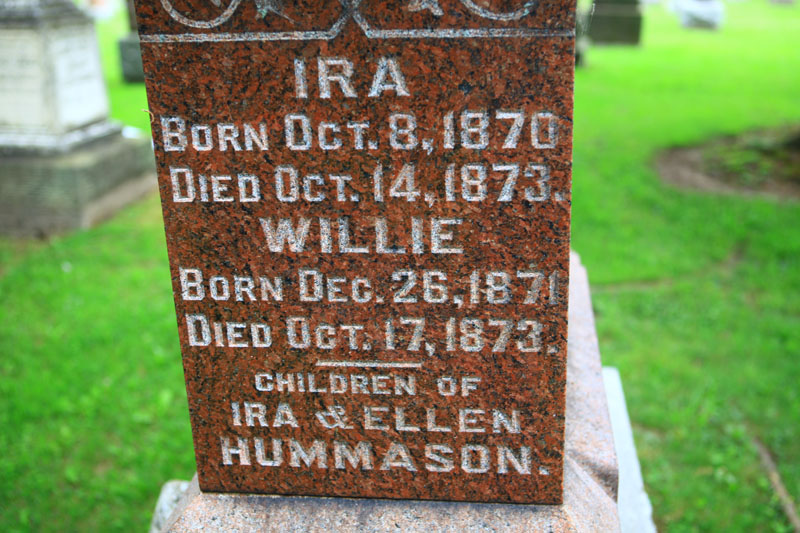 IRA
BORN OCT. 8, 1870
DIED OCT. 14, 1873.
WILLIE
BORN DEC. 26, 1871
DIED OCT. 17, 1873.
CHILDREN OF
IRA & ELLEN
HUMMASON.